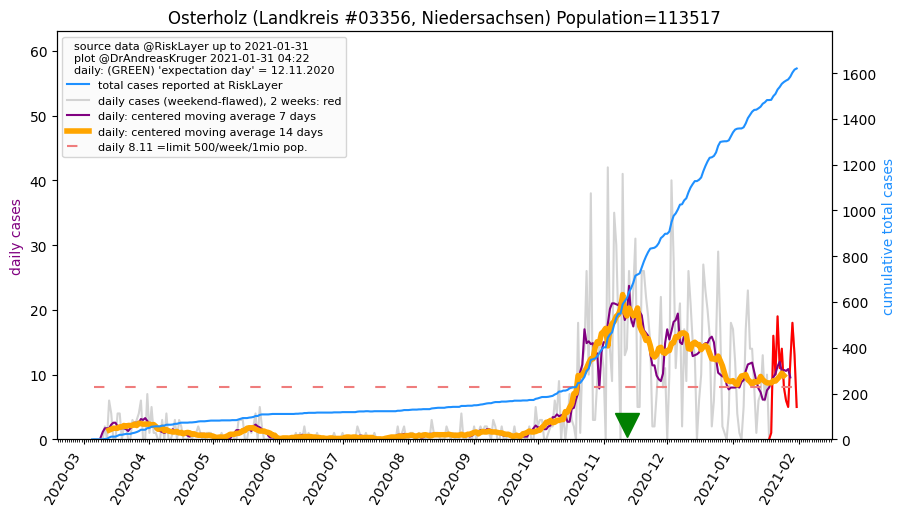 Osterholz (Landkreis #03356, Niedersachsen) Population=113517
source data @RiskLayer up to 2021-01-31
plot @DrAndreasKruger 2021-01-31 04:22
daily: (GREEN) 'expectation day' = 12.11.2020
total cases reported at RiskLayer
daily cases (weekend-flawed), 2 weeks: red
daily: centered moving average 7 days
daily: centered moving average 14 days
daily 8.11 =limit 500/week/1mio pop.
daily cases
60
50
40
30
20
10
0
cumulative total cases
1600
1400
1200
1000
800
600
400
200
0
2020-03
2020-04
2020-05
2020-06
2020-07
2020-08
2020-09
2020-10
2020-11
2020-12
2021-01
2021-02